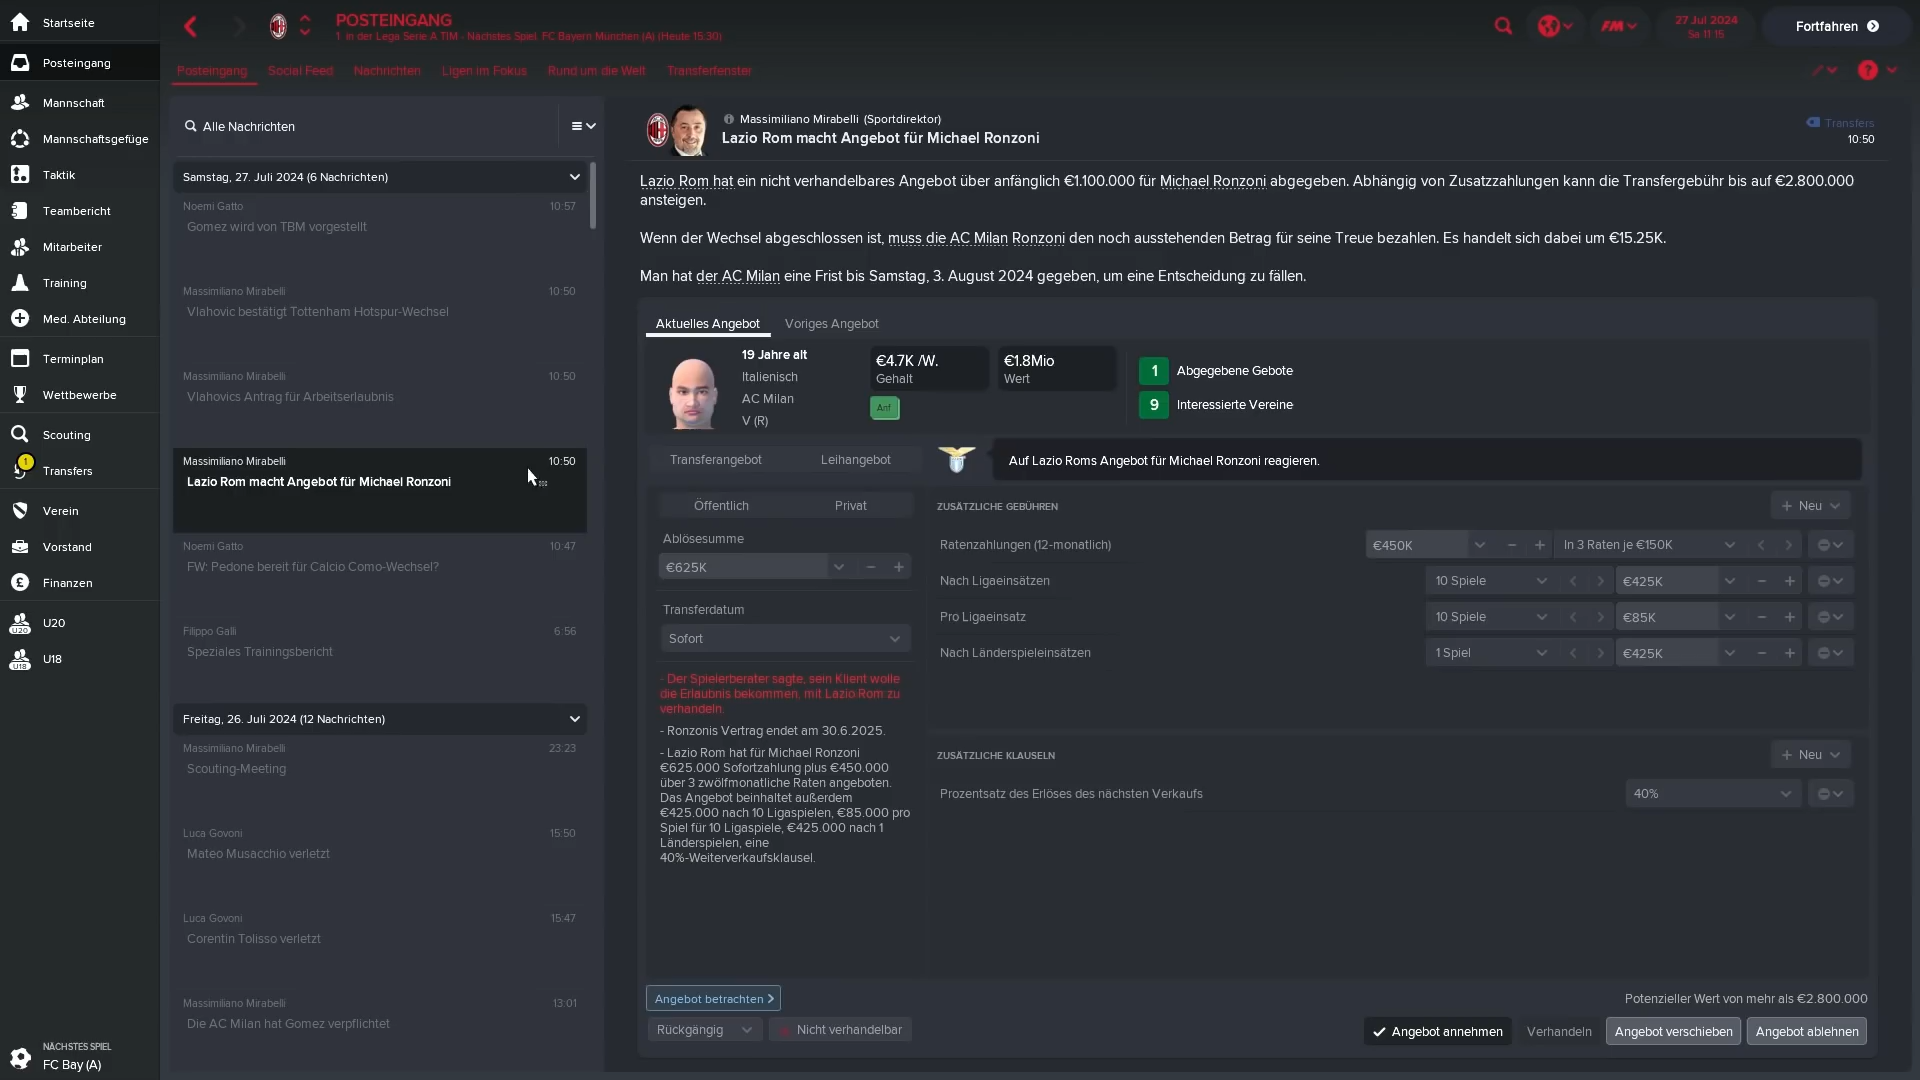 Startseite
Posteingang
Mannschaft
Mannschaftsgefüge
Taktik
Teambericht
Mitarbeiter
Training
Med. Abteilung
Terminplan
Wettbewerbe
Scouting
1
Transfers
Verein
Vorstand
Finanzen
U20
U20
U18
U18
NÄCHSTES SPIEL
FC Bay (A)
POSTEINGANG
1. in der Lega Serie A TIM - Nächstes Spiel: FC Bayern München (A) (Heute 15:30)
FM
27 Jul 2024
Sa 11:15
Fortfahren
Posteingang
Social Feed
Nachrichten
Ligen im Fokus
Rund um die Welt
Transferfenster
?
Alle Nachrichten
Samstag, 27. Juli 2024 (6 Nachrichten)
Noemi Gatto 10:57
Gomez wird von TBM vorgestellt
Massimiliano Mirabelli 10:50
Vlahovic bestätigt Tottenham Hotspur-Wechsel
Massimiliano Mirabelli 10:50
Vlahovics Antrag für Arbeitserlaubnis
Massimiliano Mirabelli 10:50
Lazio Rom macht Angebot für Michael Ronzoni
Noemi Gatto 10:47
FW: Pedone bereit für Calcio Como-Wechsel?
Filippo Galli 6:56
Speziales Trainingsbericht
Freitag, 26. Juli 2024 (12 Nachrichten)
Massimiliano Mirabelli 23:23
Scouting-Meeting
Luca Govoni 15:50
Mateo Musacchio verletzt
Luca Govoni 15:47
Corentin Tolisso verletzt
Massimiliano Mirabelli 13:01
Die AC Milan hat Gomez verpflichtet
Massimiliano Mirabelli (Sportdirektor)
Lazio Rom macht Angebot für Michael Ronzoni
Transfers
10:50
Lazio Rom hat ein nicht verhandelbares Angebot über anfänglich €1.100.000 für Michael Ronzoni abgegeben. Abhängig von Zusatzzahlungen kann die Transfergebühr bis auf €2.800.000
ansteigen.
Wenn der Wechsel abgeschlossen ist, muss die AC Milan Ronzoni den noch ausstehenden Betrag für seine Treue bezahlen. Es handelt sich dabei um €15.25K.
Man hat der AC Milan eine Frist bis Samstag, 3. August 2024 gegeben, um eine Entscheidung zu fällen.
Aktuelles Angebot
Voriges Angebot
19 Jahre alt
Italienisch
AC Milan
V (R)
€4.7K /W.
Gehalt
Anf
€1.8Mio
Wert
1 Abgegebene Gebote
9 Interessierte Vereine
Transferangebot
Leihangebot
Auf Lazio Roms Angebot für Michael Ronzoni reagieren.
Öffentlich
Privat
Ablösesumme
€625K
Transferdatum
Sofort
- Der Spielerberater sagte, sein Klient wolle
die Erlaubnis bekommen, mit Lazio Rom zu
verhandeln.
- Ronzonis Vertrag endet am 30.6.2025.
- Lazio Rom hat für Michael Ronzoni
€625.000 Sofortzahlung plus €450.000
über 3 zwölfmonatliche Raten angeboten.
Das Angebot beinhaltet außerdem
€425.000 nach 10 Ligaspielen, €85.000 pro
Spiel für 10 Ligaspiele, €425.000 nach 1
Länderspielen, eine
40%-Weiterverkaufsklausel.
ZUSÄTZLICHE GEBÜHREN
Neu
Ratenzahlungen (12-monatlich) €450K In 3 Raten je €150K
Nach Ligaeinsätzen 10 Spiele €425K
Pro Ligaeinsatz 10 Spiele €85K
Nach Länderspieleinsätzen 1 Spiel €425K
ZUSÄTZLICHE KLAUSELN
Neu
Prozentsatz des Erlöses des nächsten Verkaufs 40%
Angebot betrachten
Potenzieller Wert von mehr als €2.800.000
Rückgängig
Nicht verhandelbar
Angebot annehmen
Verhandeln
Angebot verschieben
Angebot ablehnen